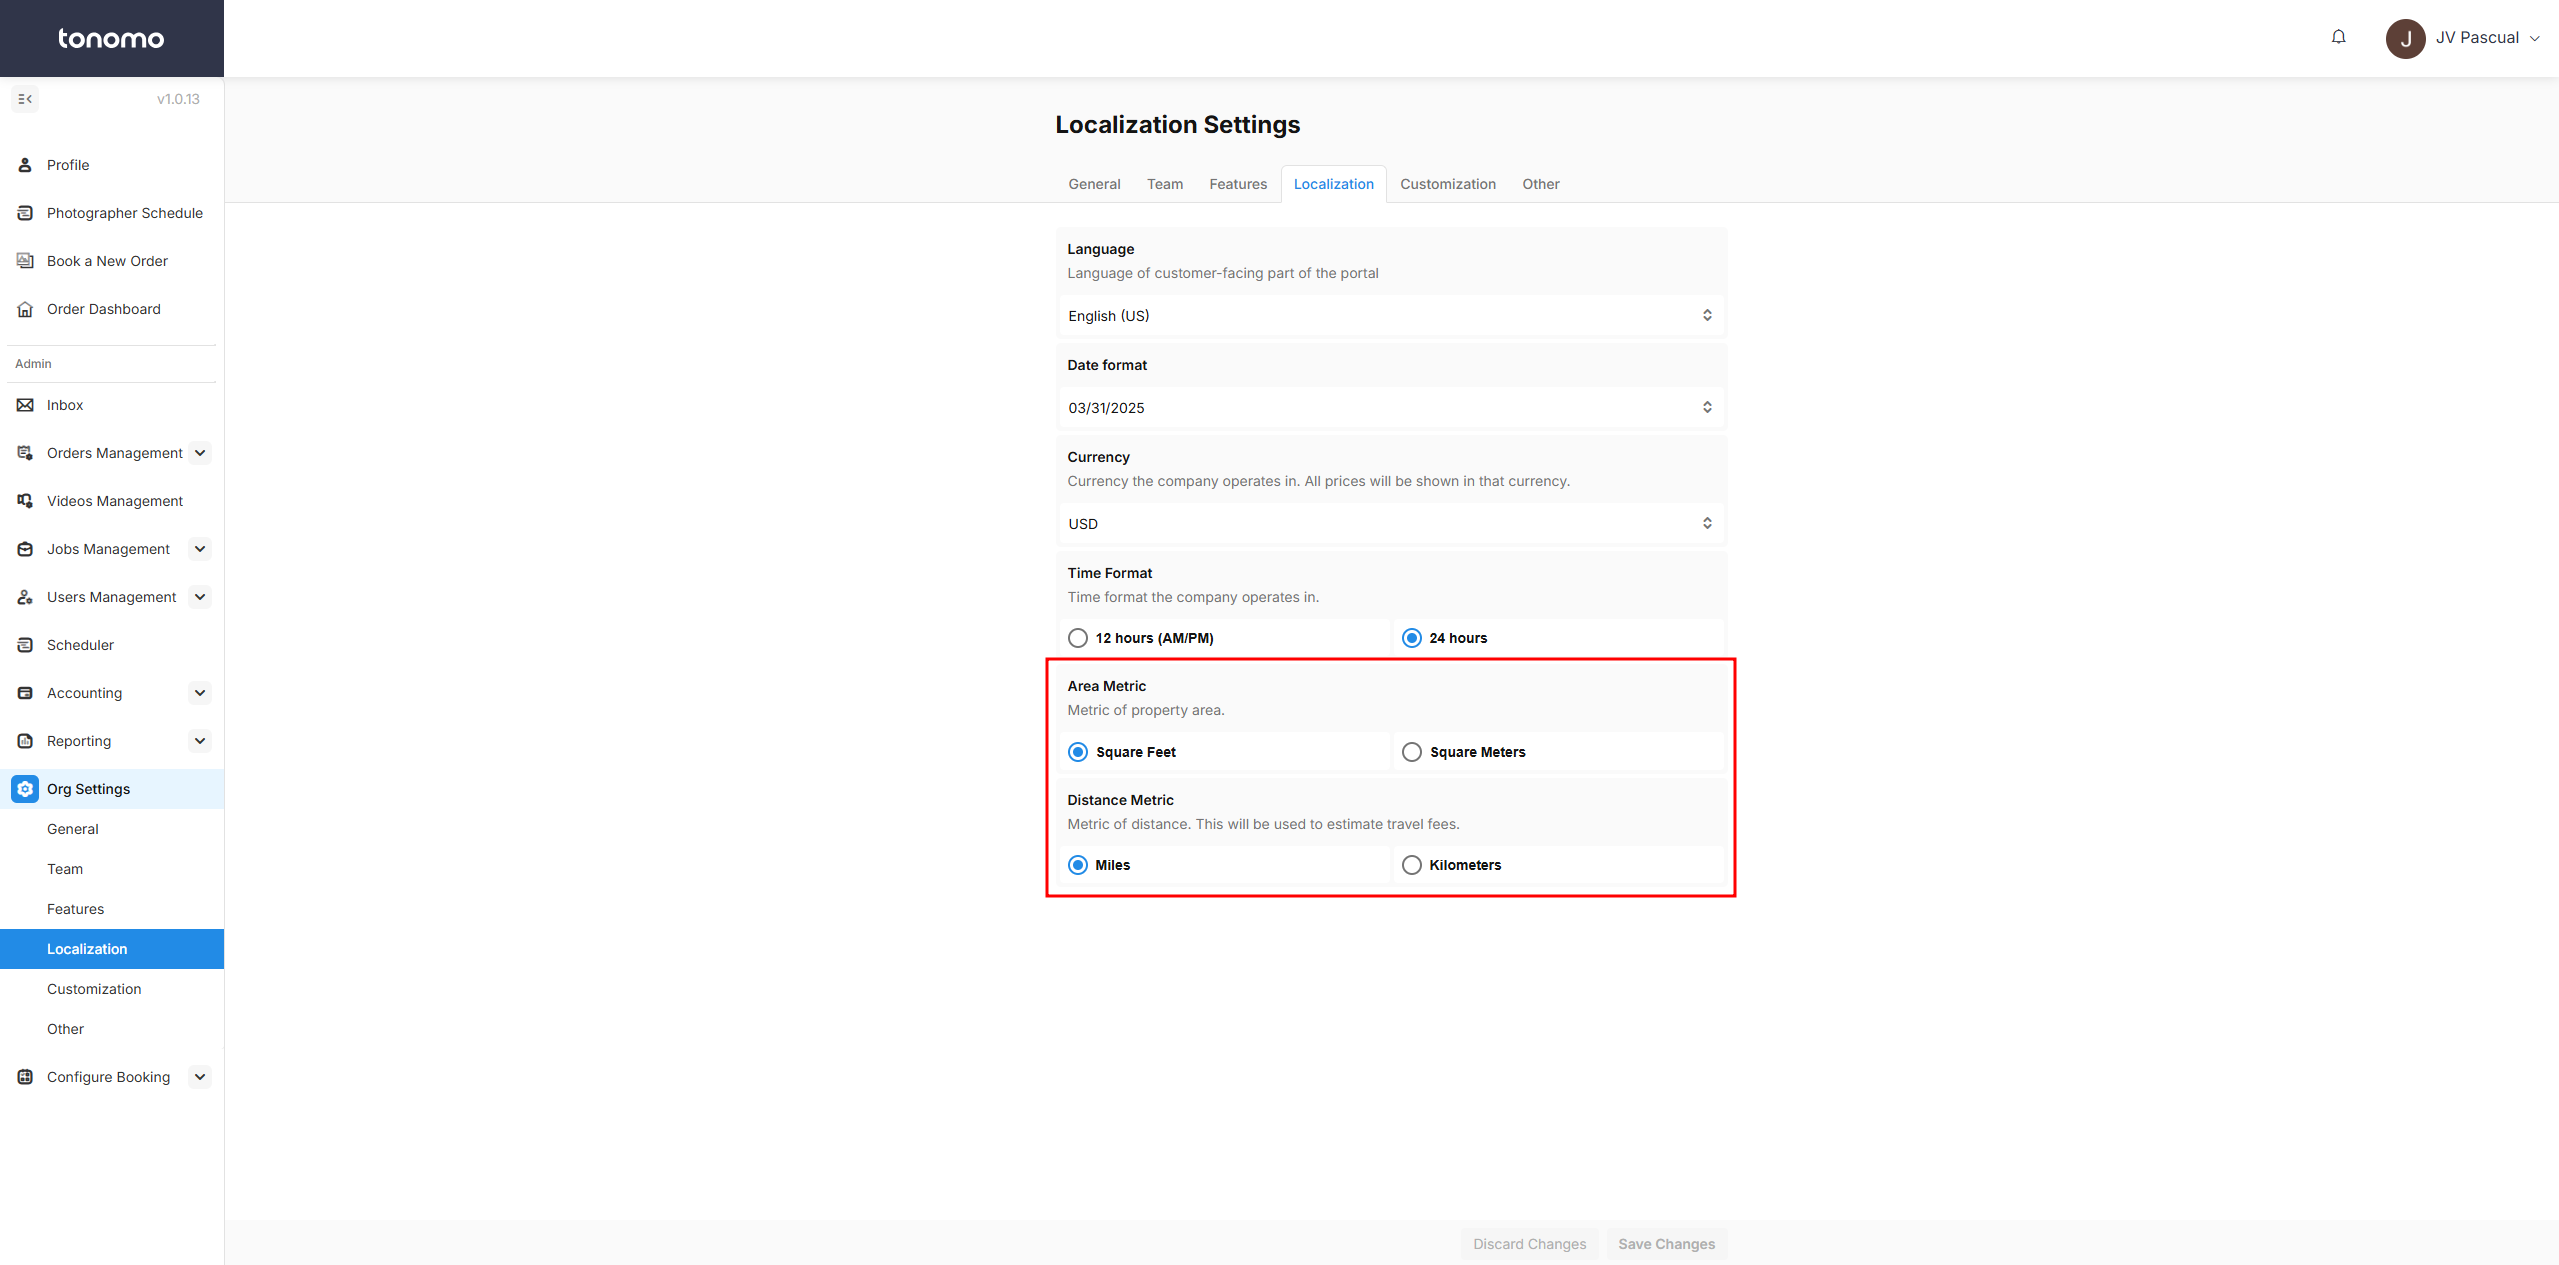 tonomo
JV Pascual
J
v1.0.13
Profile
Photographer Schedule
Book a New Order
Order Dashboard
Admin
Inbox
Orders Management
Videos Management
Jobs Management
Users Management
Scheduler
Accounting
Reporting
Org Settings
General
Team
Features
Localization
Customization
Other
Configure Booking
Localization Settings
General Team Features Localization Customization Other
Language
Language of customer-facing part of the portal
English (US)
Date format
03/31/2025
Currency
Currency the company operates in. All prices will be shown in that currency.
USD
Time Format
Time format the company operates in.
12 hours (AM/PM) 24 hours
Area Metric
Metric of property area.
Square Feet Square Meters
Distance Metric
Metric of distance. This will be used to estimate travel fees.
Miles Kilometers
Discard Changes Save Changes